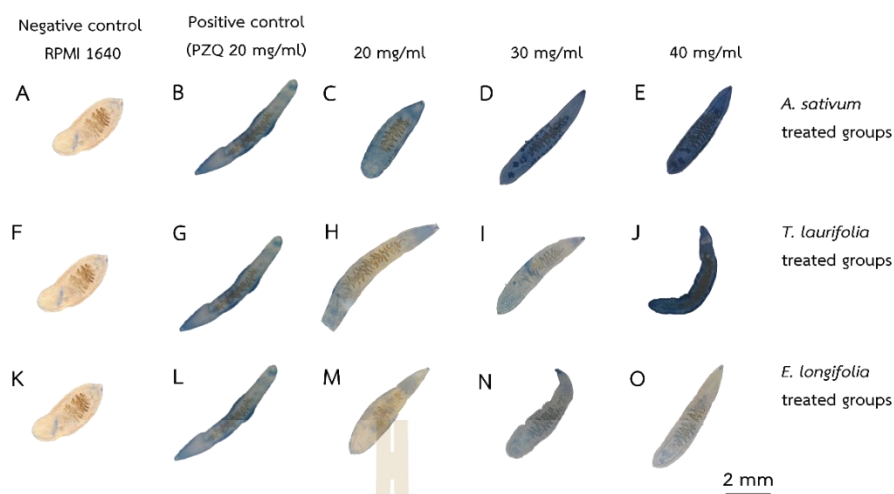 Negative control
RPMI 1640
Positive control
(PZQ 20 mg/ml)
20 mg/ml
30 mg/ml
40 mg/ml
A
B
C
D
E
A. sativum
treated groups
F
G
H
I
J
T. laurifolia
treated groups
K
L
M
N
O
E. longifolia
treated groups
2 mm